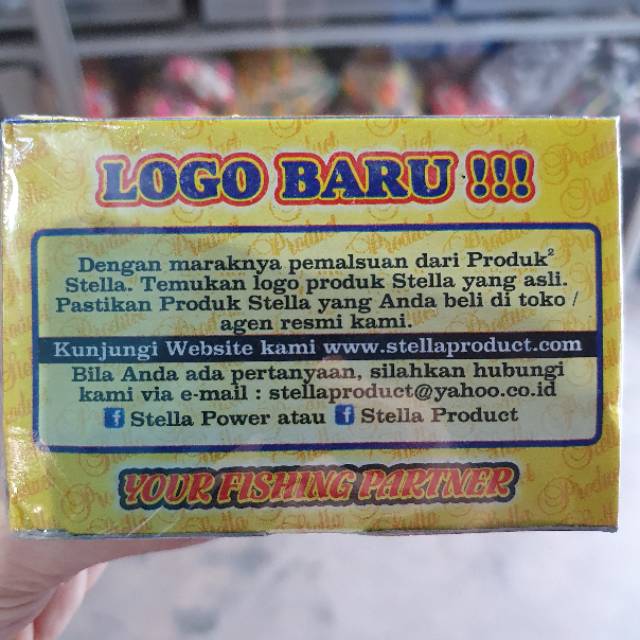 LOGO BARU !!!
Dengan maraknya pemalsuan dari Produk²
Stella. Temukan logo produk Stella yang asli.
Pastikan Produk Stella yang Anda beli di toko /
agen resmi kami.
Kunjungi Website kami www.stellaproduct.com
Bila Anda ada pertanyaan, silahkan hubungi
kami via e-mail : stellaproduct@yahoo.co.id
f Stella Power atau f Stella Product
YOUR FISHING PARTNER